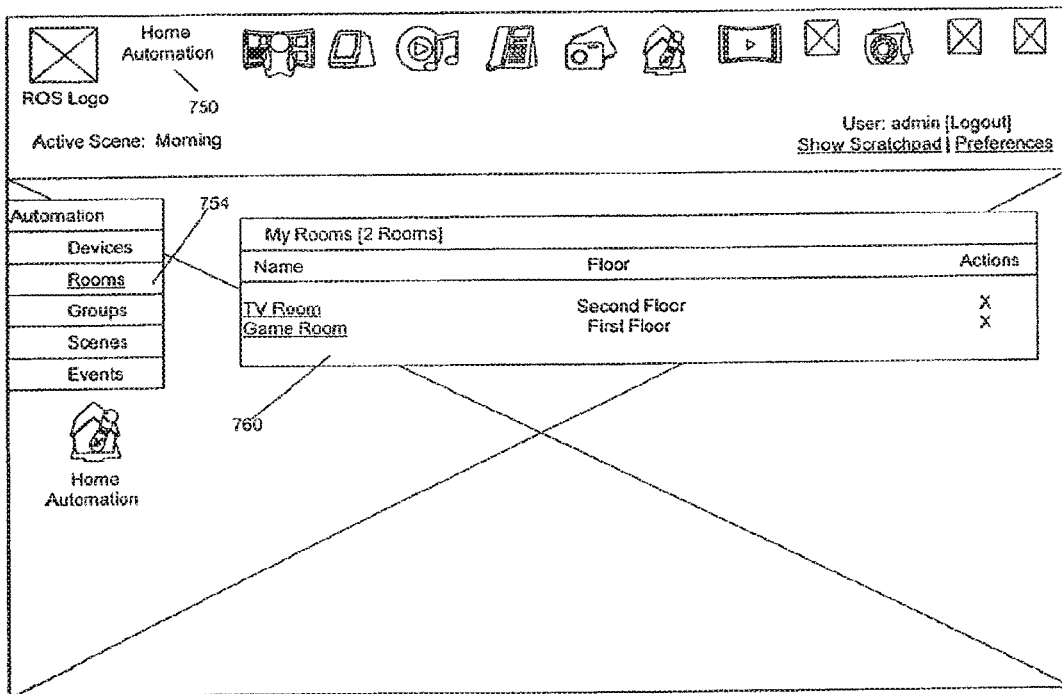 Home
Automation
ROS Logo
750
Active Scene: Morning
User: admin [Logout]
Show Scratchpad | Preferences
Automation
754
Devices
Rooms
Groups
Scenes
Events
Home
Automation
My Rooms [2 Rooms]
Name Floor Actions
TV Room Second Floor X
Game Room First Floor X
760